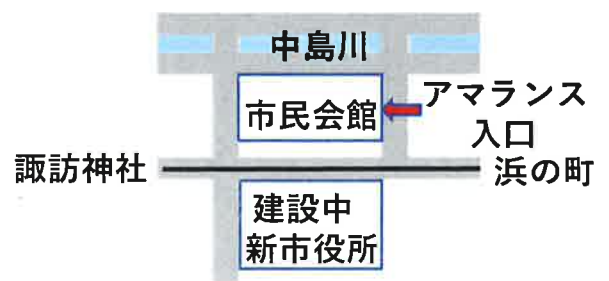 中島川
市民会館
アマランス
入口
諏訪神社
浜の町
建設中
新市役所